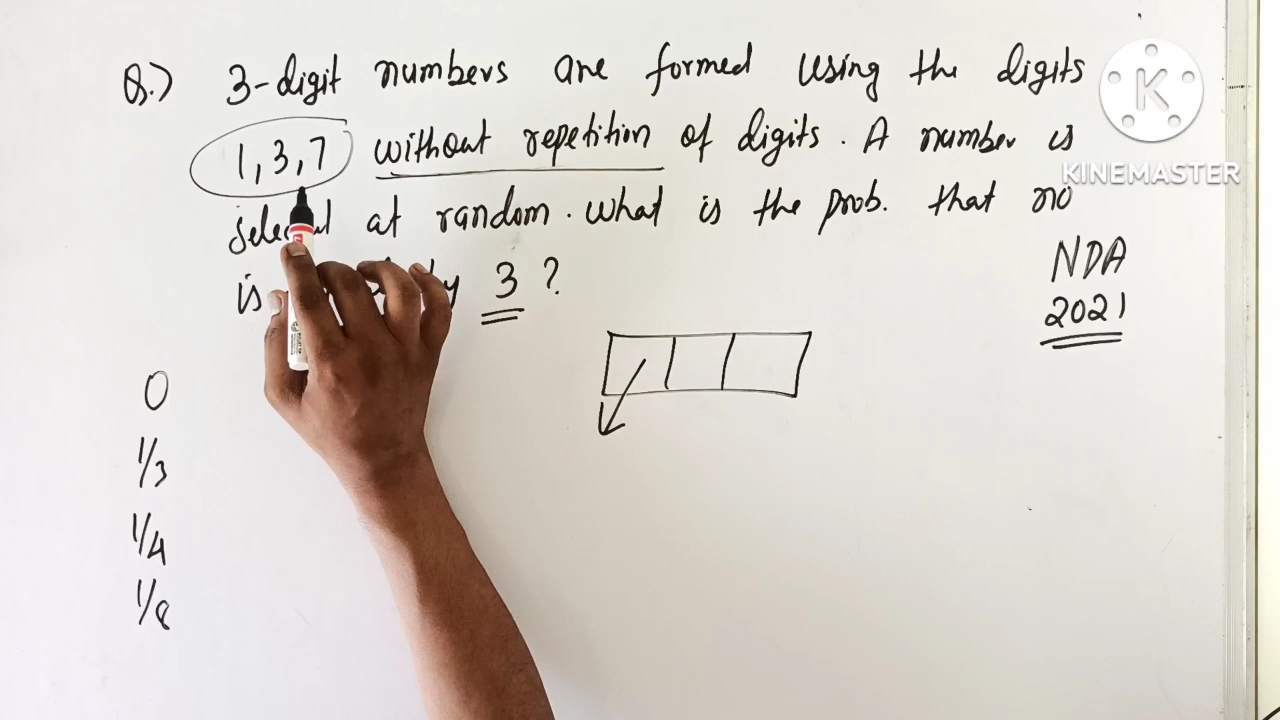 Q.) 3-digit numbers are formed using the digits
1, 3, 7 without repetition of digits. A number is
at random. What is the prob. that no
is 3 ?
NDA
2021
0
1/3
1/4
1/8
K
KINEMASTER